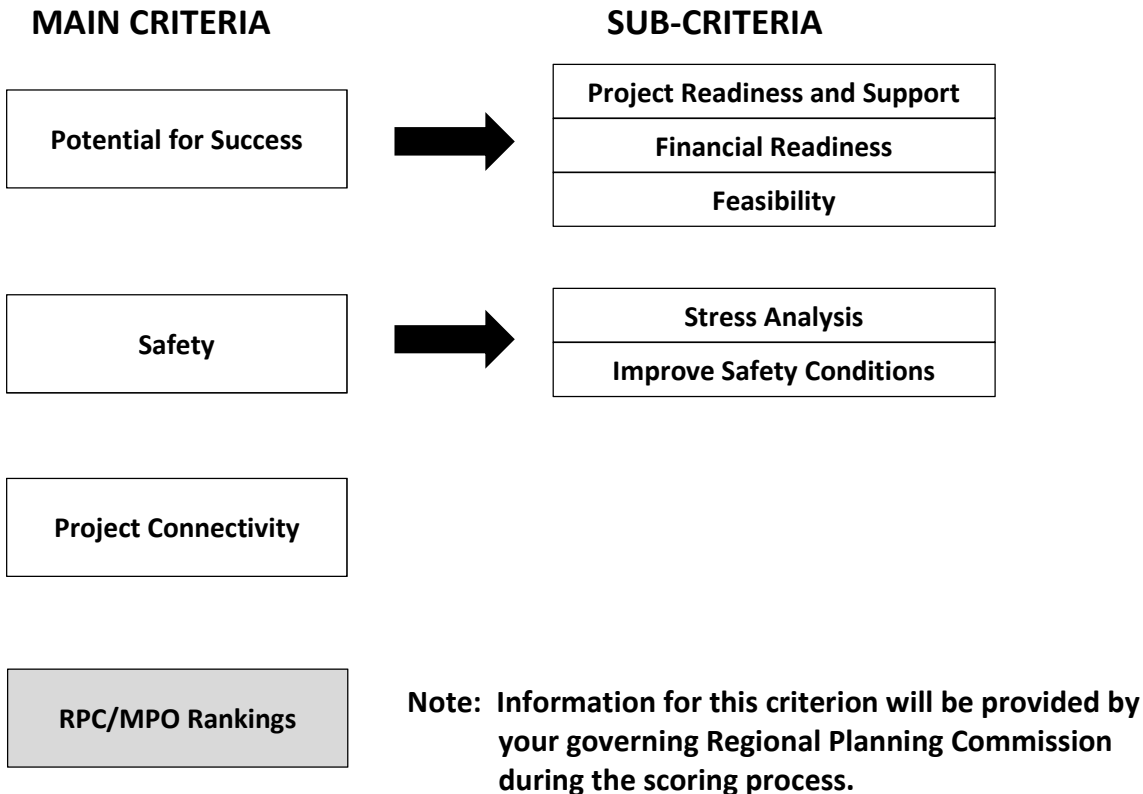 MAIN CRITERIA
SUB-CRITERIA
Potential for Success
Project Readiness and Support
Financial Readiness
Feasibility
Safety
Stress Analysis
Improve Safety Conditions
Project Connectivity
RPC/MPO Rankings
Note: Information for this criterion will be provided by
your governing Regional Planning Commission
during the scoring process.